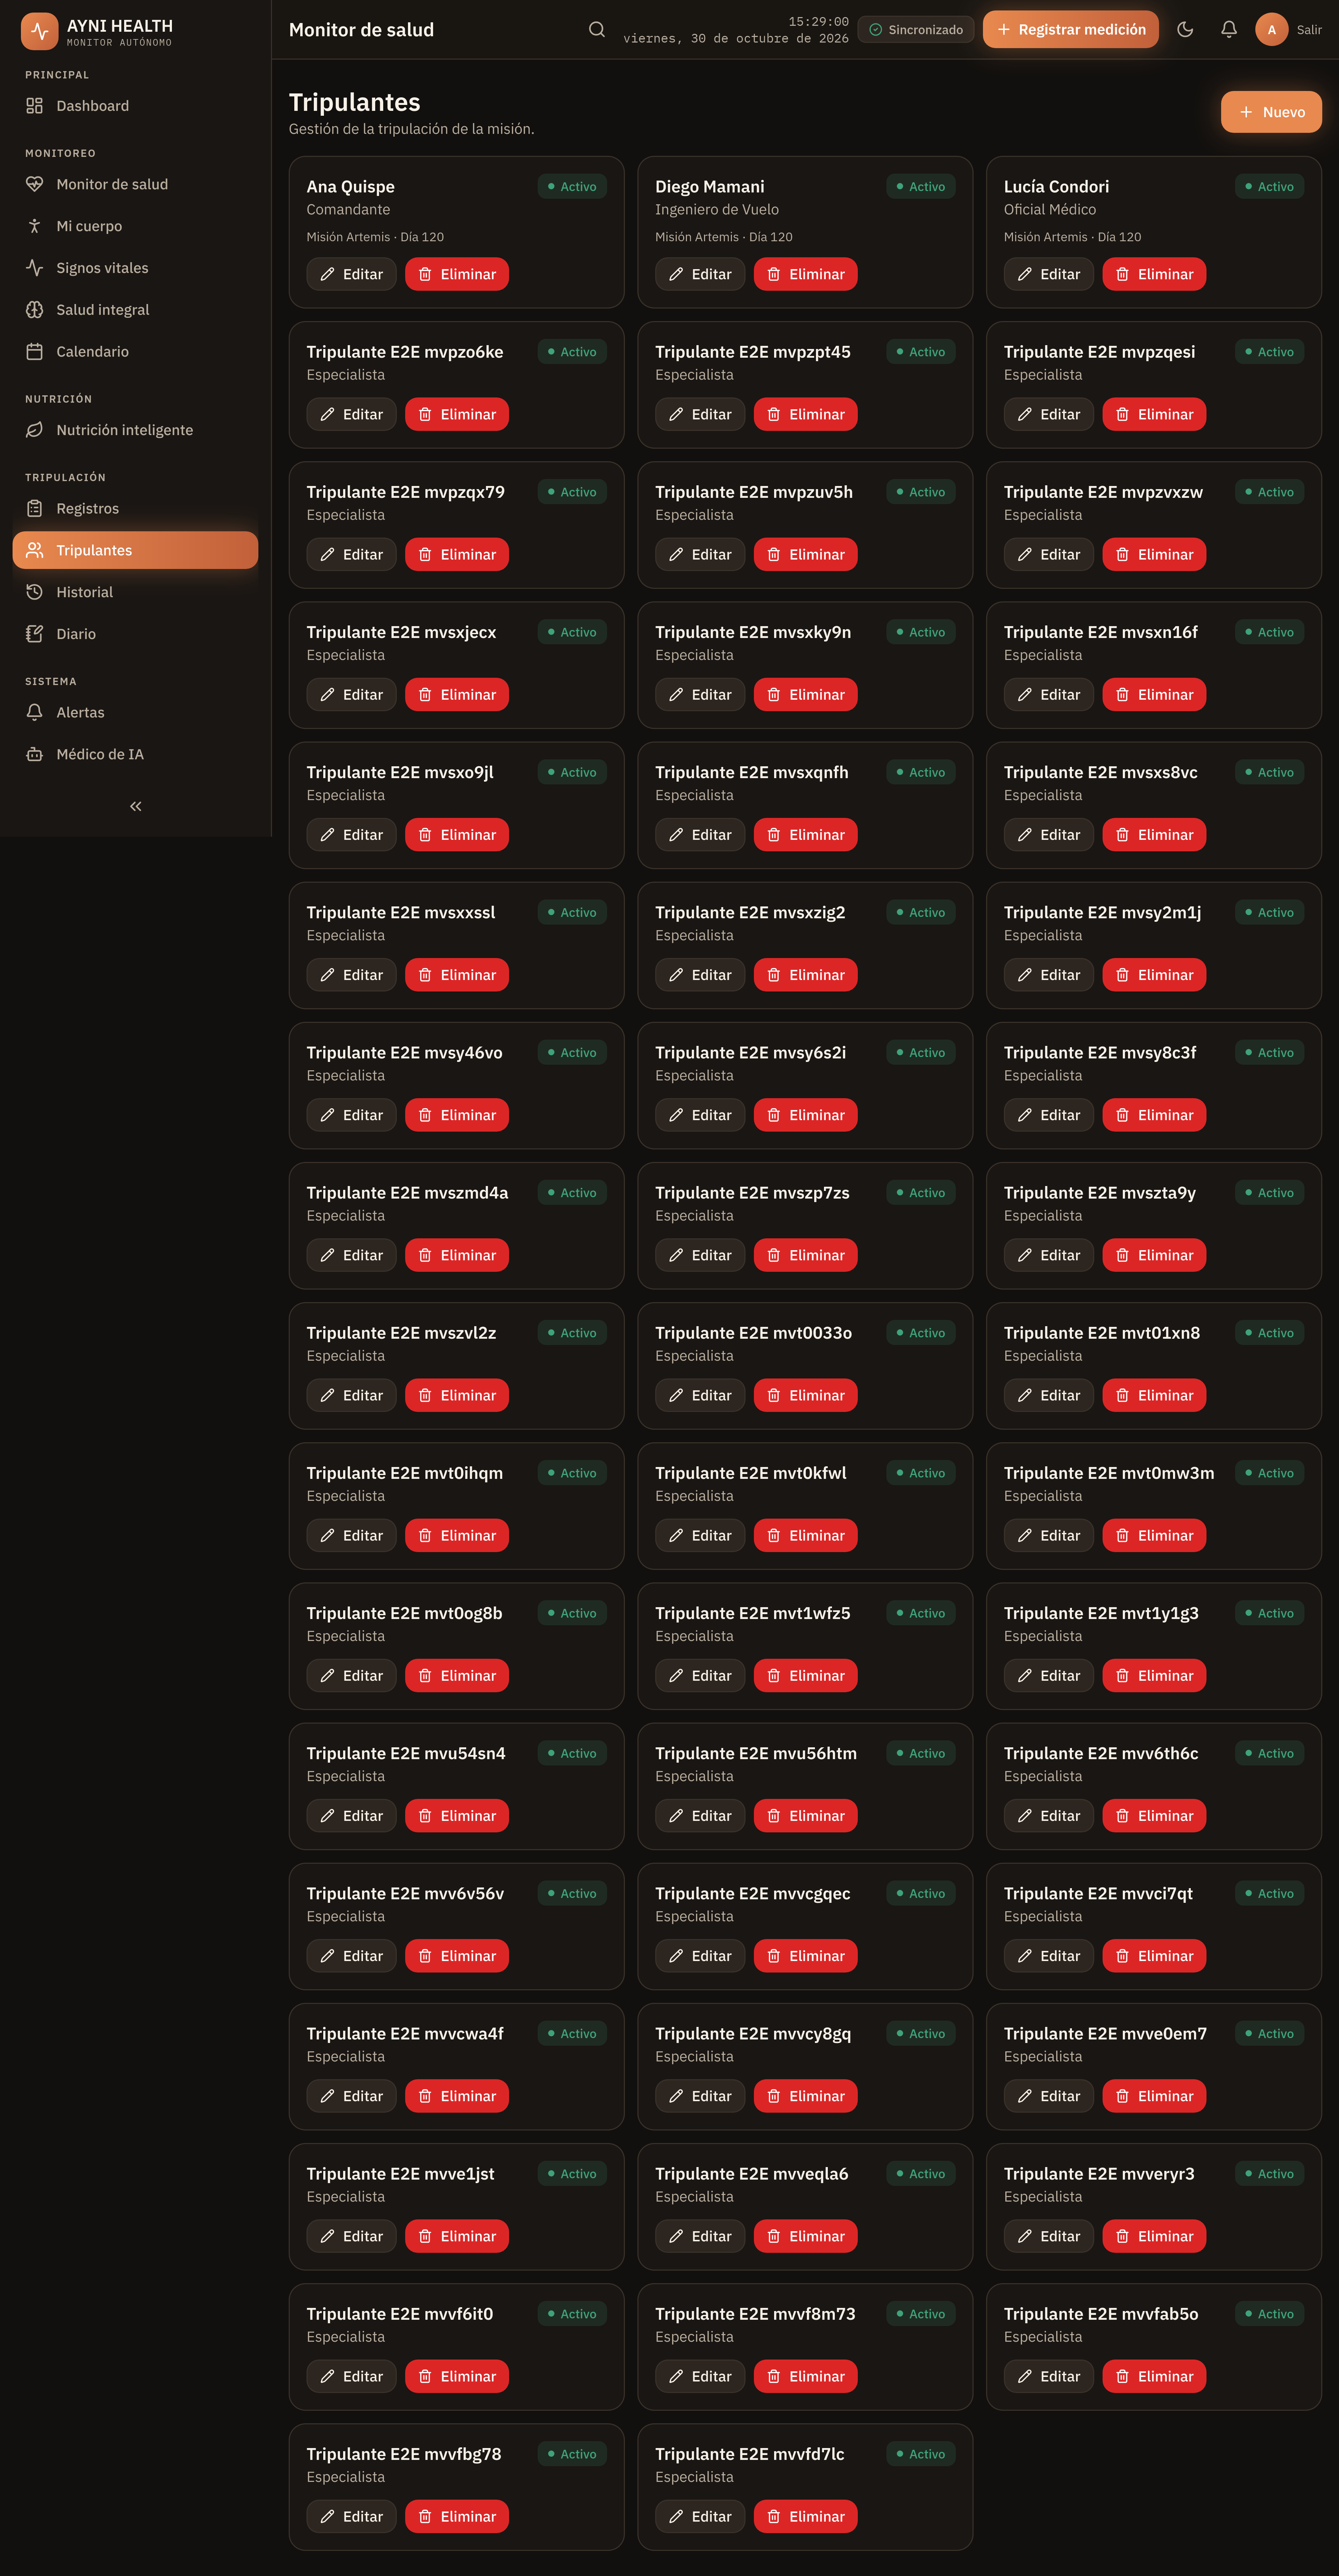 AYNI HEALTH
MONITOR AUTÓNOMO
PRINCIPAL
Dashboard
MONITOREO
Monitor de salud
Mi cuerpo
Signos vitales
Salud integral
Calendario
NUTRICIÓN
Nutrición inteligente
TRIPULACIÓN
Registros
Tripulantes
Historial
Diario
SISTEMA
Alertas
Médico de IA
Monitor de salud
15:29:00
viernes, 30 de octubre de 2026
Sincronizado
Registrar medición
A
Salir
Tripulantes
Gestión de la tripulación de la misión.
Nuevo
Ana Quispe Activo
Comandante
Misión Artemis · Día 120
Editar Eliminar
Diego Mamani Activo
Ingeniero de Vuelo
Misión Artemis · Día 120
Editar Eliminar
Lucía Condori Activo
Oficial Médico
Misión Artemis · Día 120
Editar Eliminar
Tripulante E2E mvpzo6ke Activo
Especialista
Editar Eliminar
Tripulante E2E mvpzpt45 Activo
Especialista
Editar Eliminar
Tripulante E2E mvpzqesi Activo
Especialista
Editar Eliminar
Tripulante E2E mvpzqx79 Activo
Especialista
Editar Eliminar
Tripulante E2E mvpzuv5h Activo
Especialista
Editar Eliminar
Tripulante E2E mvpzvxzw Activo
Especialista
Editar Eliminar
Tripulante E2E mvsxjecx Activo
Especialista
Editar Eliminar
Tripulante E2E mvsxky9n Activo
Especialista
Editar Eliminar
Tripulante E2E mvsxn16f Activo
Especialista
Editar Eliminar
Tripulante E2E mvsxo9jl Activo
Especialista
Editar Eliminar
Tripulante E2E mvsxqnfh Activo
Especialista
Editar Eliminar
Tripulante E2E mvsxs8vc Activo
Especialista
Editar Eliminar
Tripulante E2E mvsxxssl Activo
Especialista
Editar Eliminar
Tripulante E2E mvsxzig2 Activo
Especialista
Editar Eliminar
Tripulante E2E mvsy2m1j Activo
Especialista
Editar Eliminar
Tripulante E2E mvsy46vo Activo
Especialista
Editar Eliminar
Tripulante E2E mvsy6s2i Activo
Especialista
Editar Eliminar
Tripulante E2E mvsy8c3f Activo
Especialista
Editar Eliminar
Tripulante E2E mvszmd4a Activo
Especialista
Editar Eliminar
Tripulante E2E mvszp7zs Activo
Especialista
Editar Eliminar
Tripulante E2E mvszta9y Activo
Especialista
Editar Eliminar
Tripulante E2E mvszvl2z Activo
Especialista
Editar Eliminar
Tripulante E2E mvt0033o Activo
Especialista
Editar Eliminar
Tripulante E2E mvt01xn8 Activo
Especialista
Editar Eliminar
Tripulante E2E mvt0ihqm Activo
Especialista
Editar Eliminar
Tripulante E2E mvt0kfwl Activo
Especialista
Editar Eliminar
Tripulante E2E mvt0mw3m Activo
Especialista
Editar Eliminar
Tripulante E2E mvt0og8b Activo
Especialista
Editar Eliminar
Tripulante E2E mvt1wfz5 Activo
Especialista
Editar Eliminar
Tripulante E2E mvt1y1g3 Activo
Especialista
Editar Eliminar
Tripulante E2E mvu54sn4 Activo
Especialista
Editar Eliminar
Tripulante E2E mvu56htm Activo
Especialista
Editar Eliminar
Tripulante E2E mvv6th6c Activo
Especialista
Editar Eliminar
Tripulante E2E mvv6v56v Activo
Especialista
Editar Eliminar
Tripulante E2E mvvcgqec Activo
Especialista
Editar Eliminar
Tripulante E2E mvvci7qt Activo
Especialista
Editar Eliminar
Tripulante E2E mvvcwa4f Activo
Especialista
Editar Eliminar
Tripulante E2E mvvcy8gq Activo
Especialista
Editar Eliminar
Tripulante E2E mvve0em7 Activo
Especialista
Editar Eliminar
Tripulante E2E mvve1jst Activo
Especialista
Editar Eliminar
Tripulante E2E mvveqla6 Activo
Especialista
Editar Eliminar
Tripulante E2E mvveryr3 Activo
Especialista
Editar Eliminar
Tripulante E2E mvvf6it0 Activo
Especialista
Editar Eliminar
Tripulante E2E mvvf8m73 Activo
Especialista
Editar Eliminar
Tripulante E2E mvvfab5o Activo
Especialista
Editar Eliminar
Tripulante E2E mvvfbg78 Activo
Especialista
Editar Eliminar
Tripulante E2E mvvfd7lc Activo
Especialista
Editar Eliminar